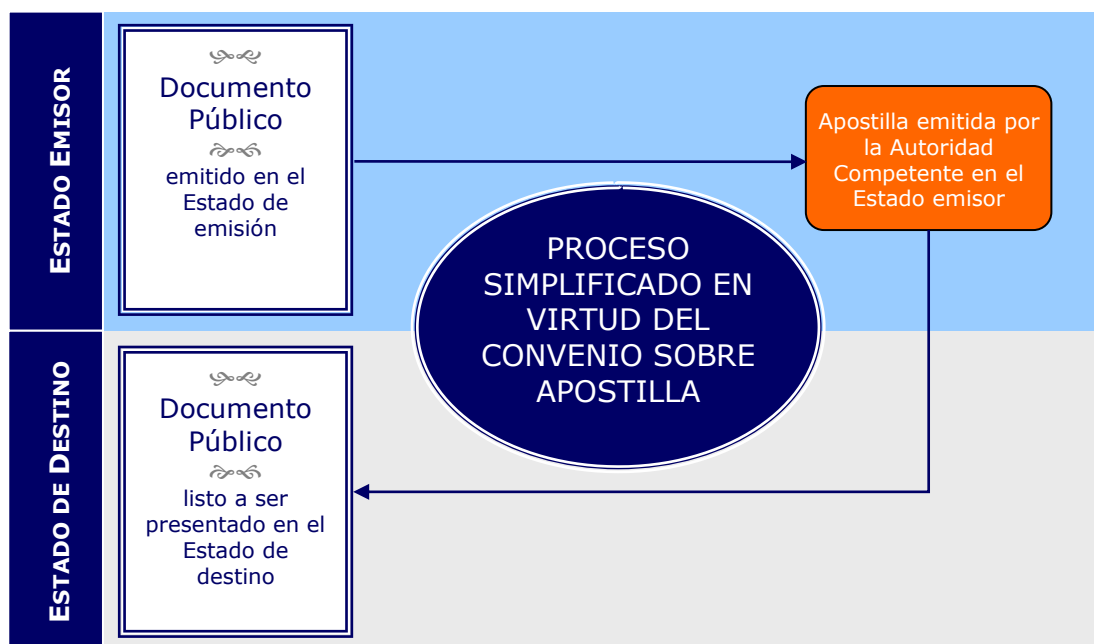 ESTADO EMISOR
Documento
Público
emitido en el
Estado de
emisión
Apostilla emitida por
la Autoridad
Competente en el
Estado emisor
PROCESO
SIMPLIFICADO EN
VIRTUD DEL
CONVENIO SOBRE
APOSTILLA
ESTADO DE DESTINO
Documento
Público
listo a ser
presentado en el
Estado de
destino